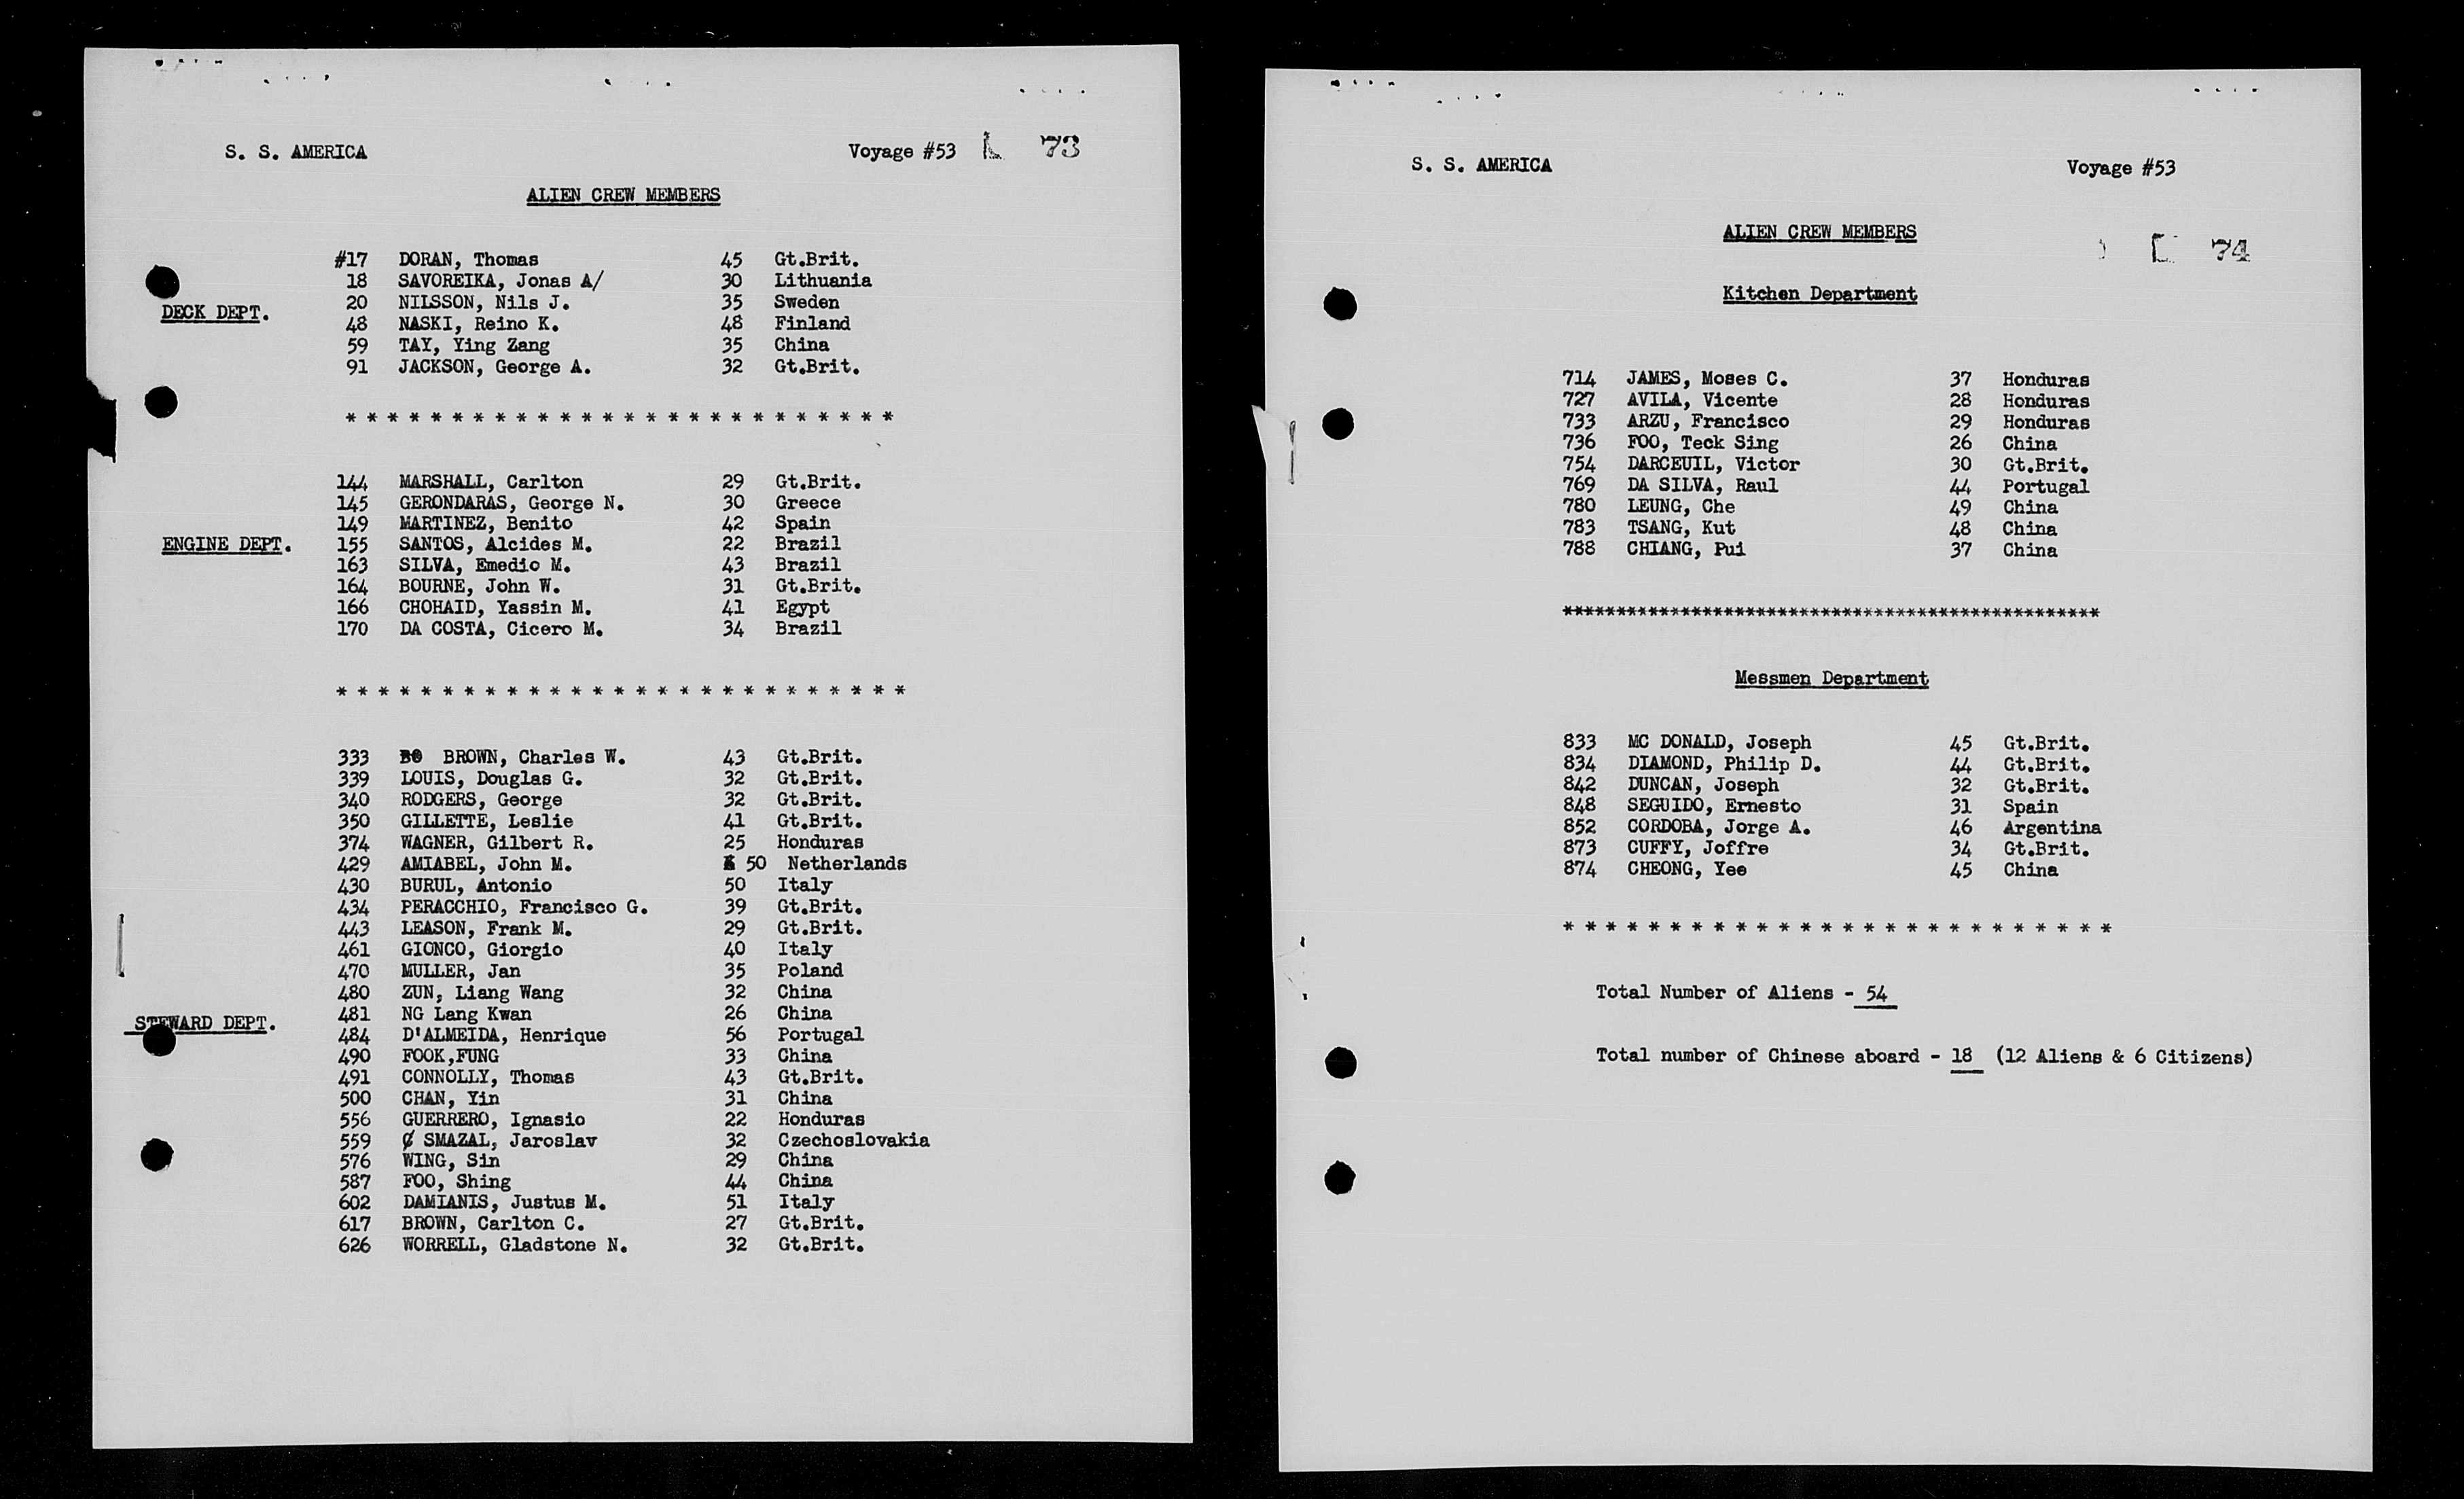 S. S. AMERICA Voyage #53 L 73
ALIEN CREW MEMBERS
#17 DORAN, Thomas 45 Gt.Brit.
18 SAVOREIKA, Jonas A/ 30 Lithuania
20 NILSSON, Nils J. 35 Sweden
DECK DEPT.
48 NASKI, Reino K. 48 Finland
59 TAY, Ying Zang 35 China
91 JACKSON, George A. 32 Gt.Brit.
* * * * * * * * * * * * * * * * * * * * * * * * * *
144 MARSHALL, Carlton 29 Gt.Brit.
145 GERONDARAS, George N. 30 Greece
149 MARTINEZ, Benito 42 Spain
ENGINE DEPT. 155 SANTOS, Alcides M. 22 Brazil
163 SILVA, Emedio M. 43 Brazil
164 BOURNE, John W. 31 Gt.Brit.
166 CHOHAID, Yassin M. 41 Egypt
170 DA COSTA, Cicero M. 34 Brazil
* * * * * * * * * * * * * * * * * * * * * * * * * * *
333 BROWN, Charles W. 43 Gt.Brit.
339 LOUIS, Douglas G. 32 Gt.Brit.
340 RODGERS, George 32 Gt.Brit.
350 GILLETTE, Leslie 41 Gt.Brit.
374 WAGNER, Gilbert R. 25 Honduras
429 AMIABEL, John M. 50 Netherlands
430 BURUL, Antonio 50 Italy
434 PERACCHIO, Francisco G. 39 Gt.Brit.
443 LEASON, Frank M. 29 Gt.Brit.
461 GIONCO, Giorgio 40 Italy
470 MULLER, Jan 35 Poland
480 ZUN, Liang Wang 32 China
481 NG Lang Kwan 26 China
STEWARD DEPT.
484 D'ALMEIDA, Henrique 56 Portugal
490 FOOK,FUNG 33 China
491 CONNOLLY, Thomas 43 Gt.Brit.
500 CHAN, Yin 31 China
556 GUERRERO, Ignasio 22 Honduras
559 SMAZAL, Jaroslav 32 Czechoslovakia
576 WING, Sin 29 China
587 FOO, Shing 44 China
602 DAMIANIS, Justus M. 51 Italy
617 BROWN, Carlton C. 27 Gt.Brit.
626 WORRELL, Gladstone N. 32 Gt.Brit.
S. S. AMERICA Voyage #53
ALIEN CREW MEMBERS
L 74
Kitchen Department
714 JAMES, Moses C. 37 Honduras
727 AVILA, Vicente 28 Honduras
733 ARZU, Francisco 29 Honduras
736 FOO, Teck Sing 26 China
754 DARCEUIL, Victor 30 Gt.Brit.
769 DA SILVA, Raul 44 Portugal
780 LEUNG, Che 49 China
783 TSANG, Kut 48 China
788 CHIANG, Pui 37 China
**************************************************
Messmen Department
833 MC DONALD, Joseph 45 Gt.Brit.
834 DIAMOND, Philip D. 44 Gt.Brit.
842 DUNCAN, Joseph 32 Gt.Brit.
848 SEGUIDO, Ernesto 31 Spain
852 CORDOBA, Jorge A. 46 Argentina
873 CUFFY, Joffre 34 Gt.Brit.
874 CHEONG, Yee 45 China
* * * * * * * * * * * * * * * * * * * * * * * * * *
Total Number of Aliens - 54
Total number of Chinese aboard - 18 (12 Aliens & 6 Citizens)